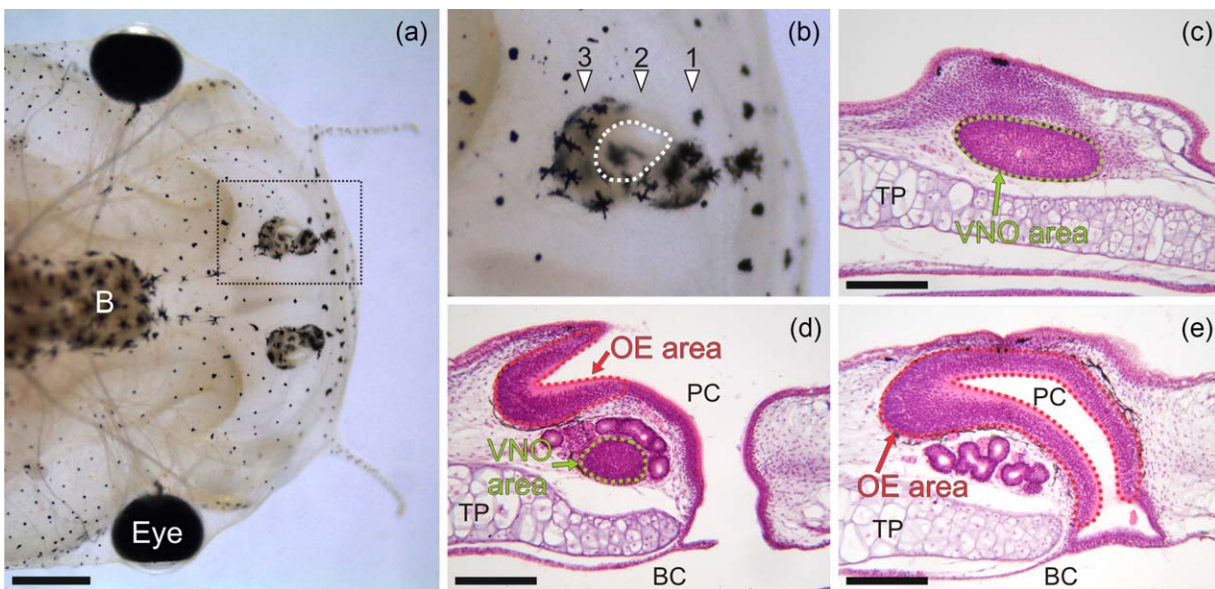 (a)
B
Eye
(b)
3 2 1
(c)
TP
VNO area
(d)
OE area
PC
VNO
area
TP
BC
(e)
PC
OE area
TP
BC